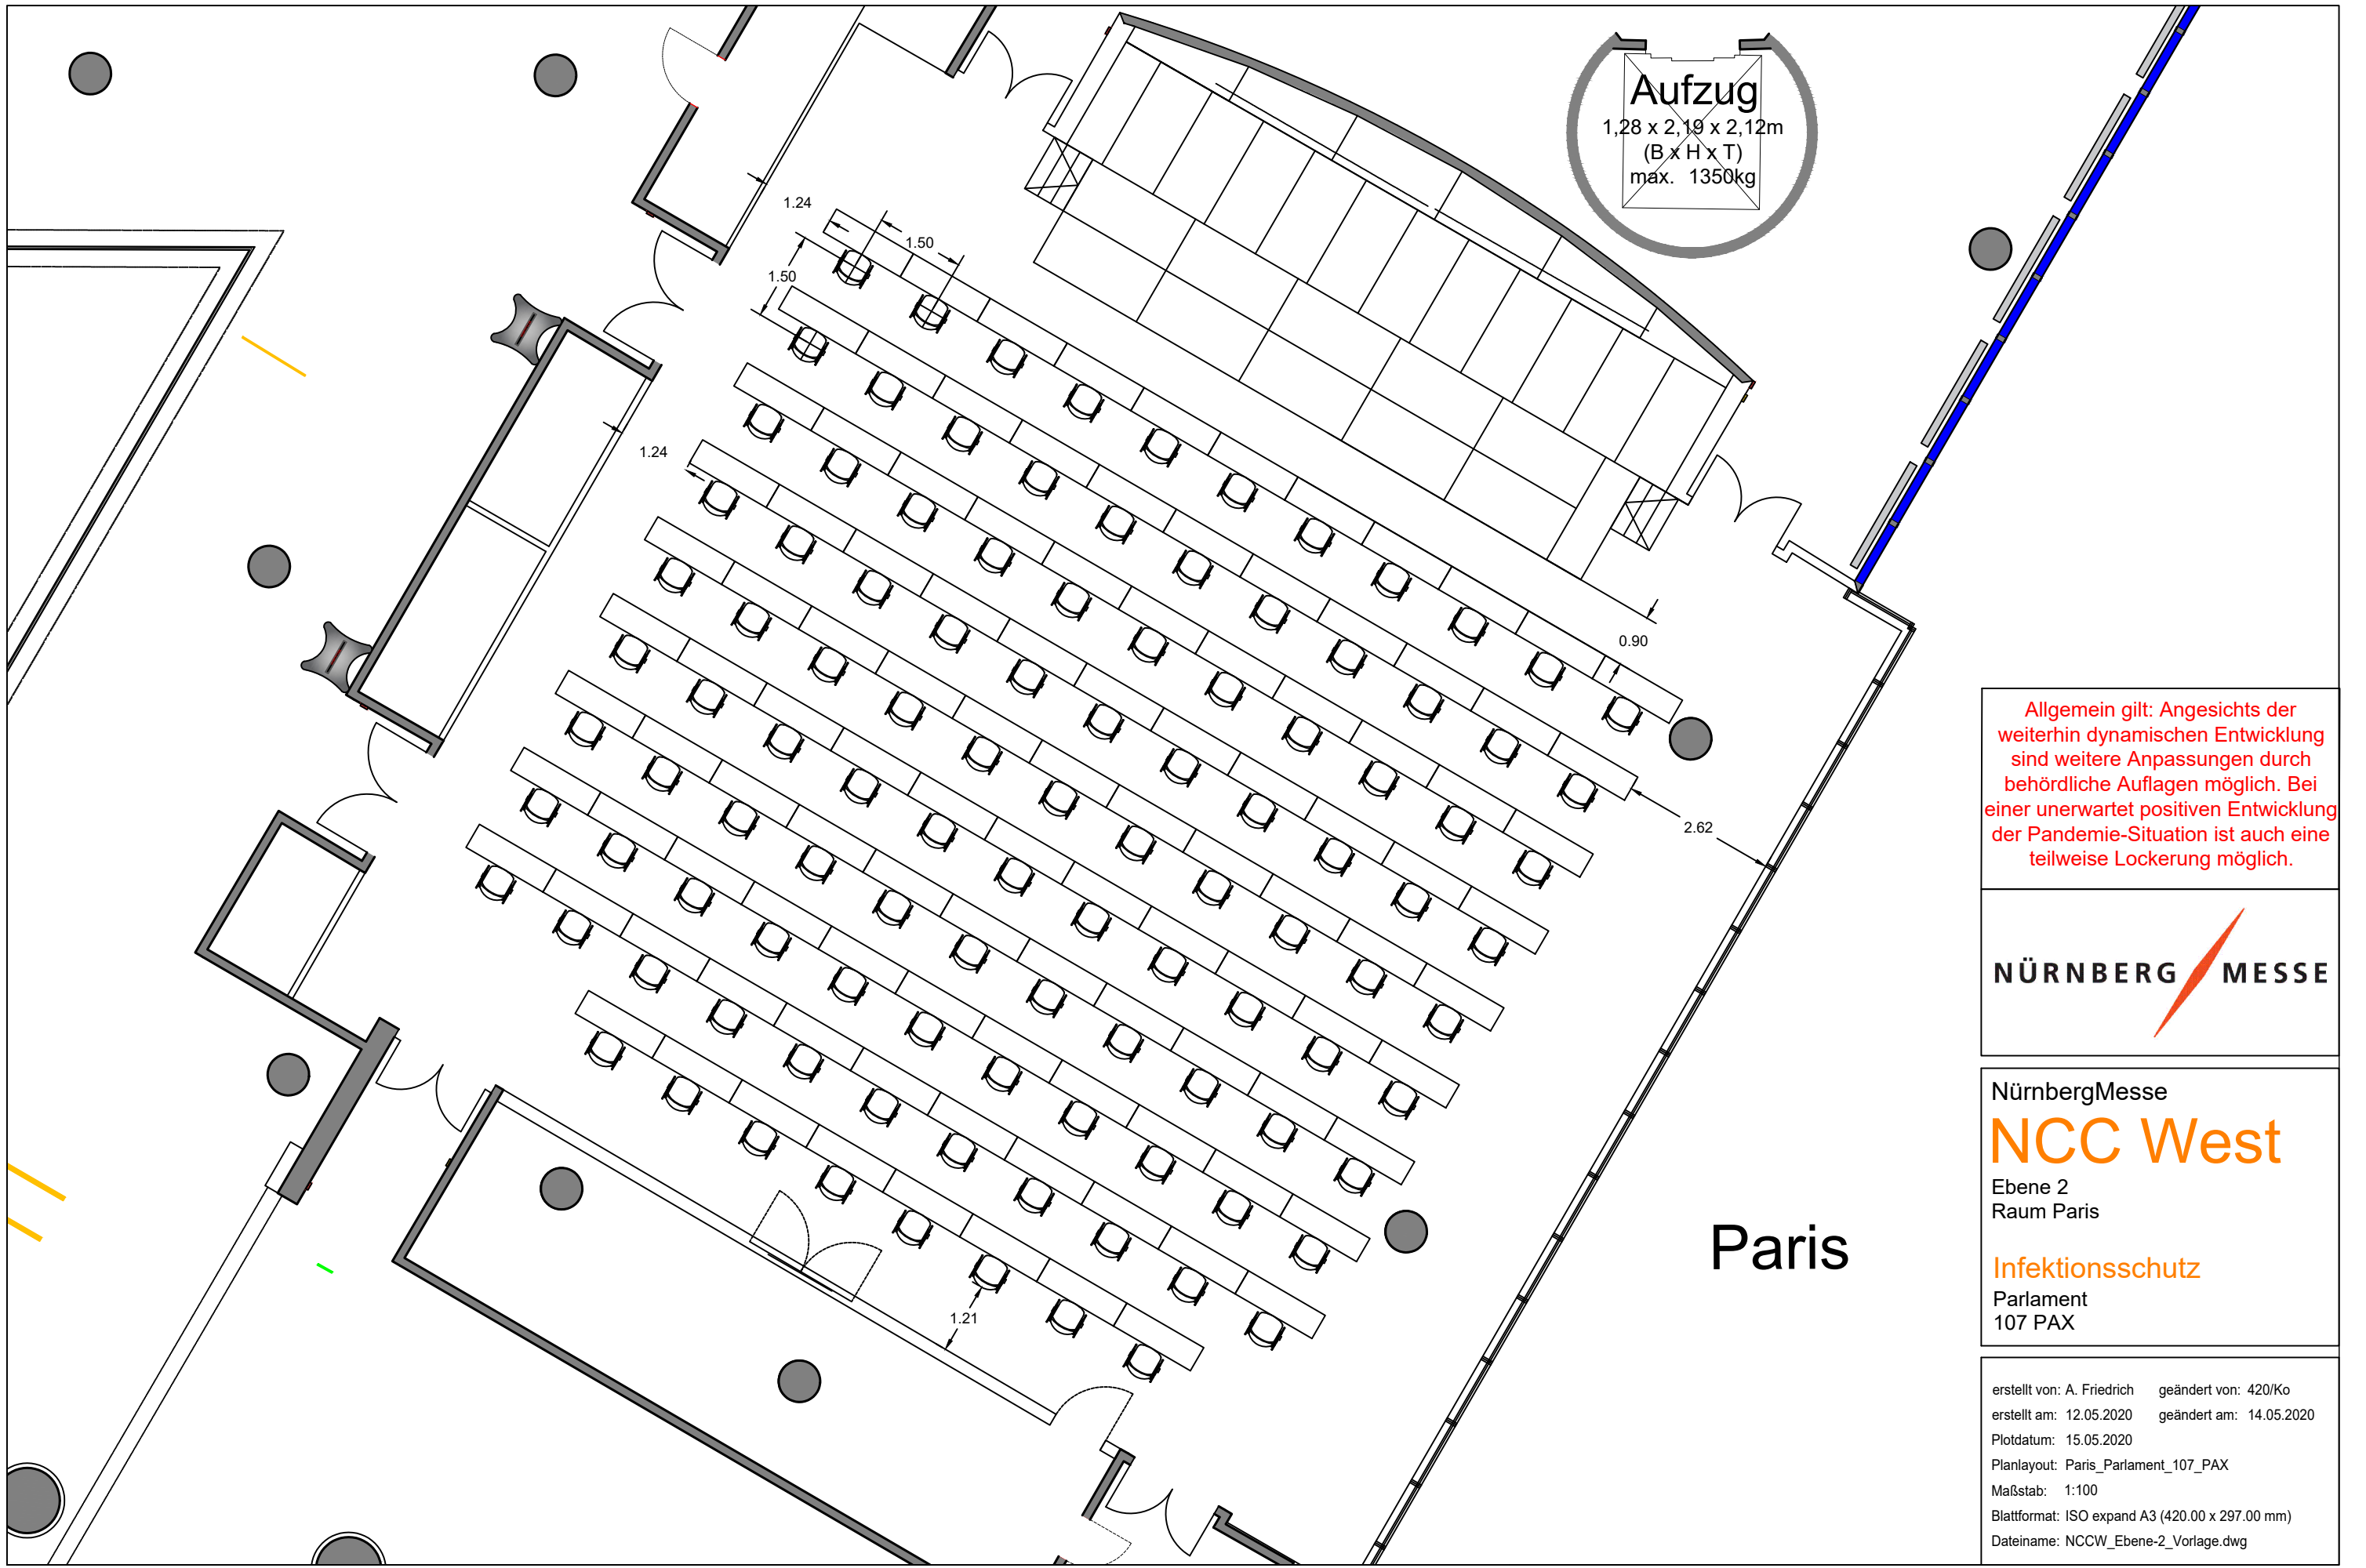 Aufzug
1,28 x 2,19 x 2,12m
(B x H x T)
max. 1350kg
1.24
1.50
1.50
1.24
0.90
2.62
1.21
Paris
Allgemein gilt: Angesichts der
weiterhin dynamischen Entwicklung
sind weitere Anpassungen durch
behördliche Auflagen möglich. Bei
einer unerwartet positiven Entwicklung
der Pandemie-Situation ist auch eine
teilweise Lockerung möglich.
NÜRNBERG MESSE
NürnbergMesse
NCC West
Ebene 2
Raum Paris
Infektionsschutz
Parlament
107 PAX
erstellt von: A. Friedrich geändert von: 420/Ko
erstellt am: 12.05.2020 geändert am: 14.05.2020
Plotdatum: 15.05.2020
Planlayout: Paris_Parlament_107_PAX
Maßstab: 1:100
Blattformat: ISO expand A3 (420.00 x 297.00 mm)
Dateiname: NCCW_Ebene-2_Vorlage.dwg